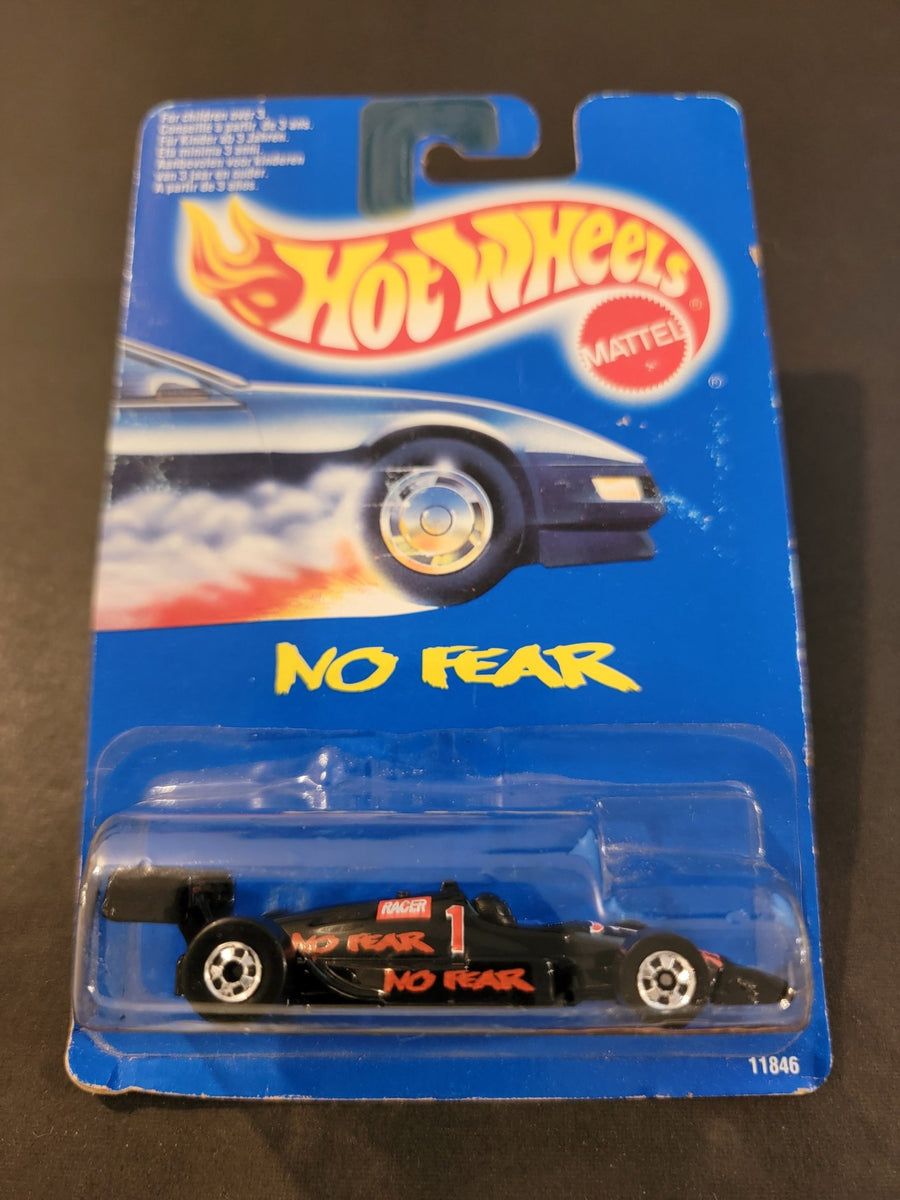 For children over 3.
Conseillé à partir de 3 ans.
Für Kinder ab 3 Jahren.
Età minima 3 anni.
Aanbevolen voor kinderen
van 3 jaar en ouder.
A partir de 3 años.
HOT WHEELS ®
MATTEL
®
NO FEAR
RACER
1
NO FEAR
NO FEAR
11846